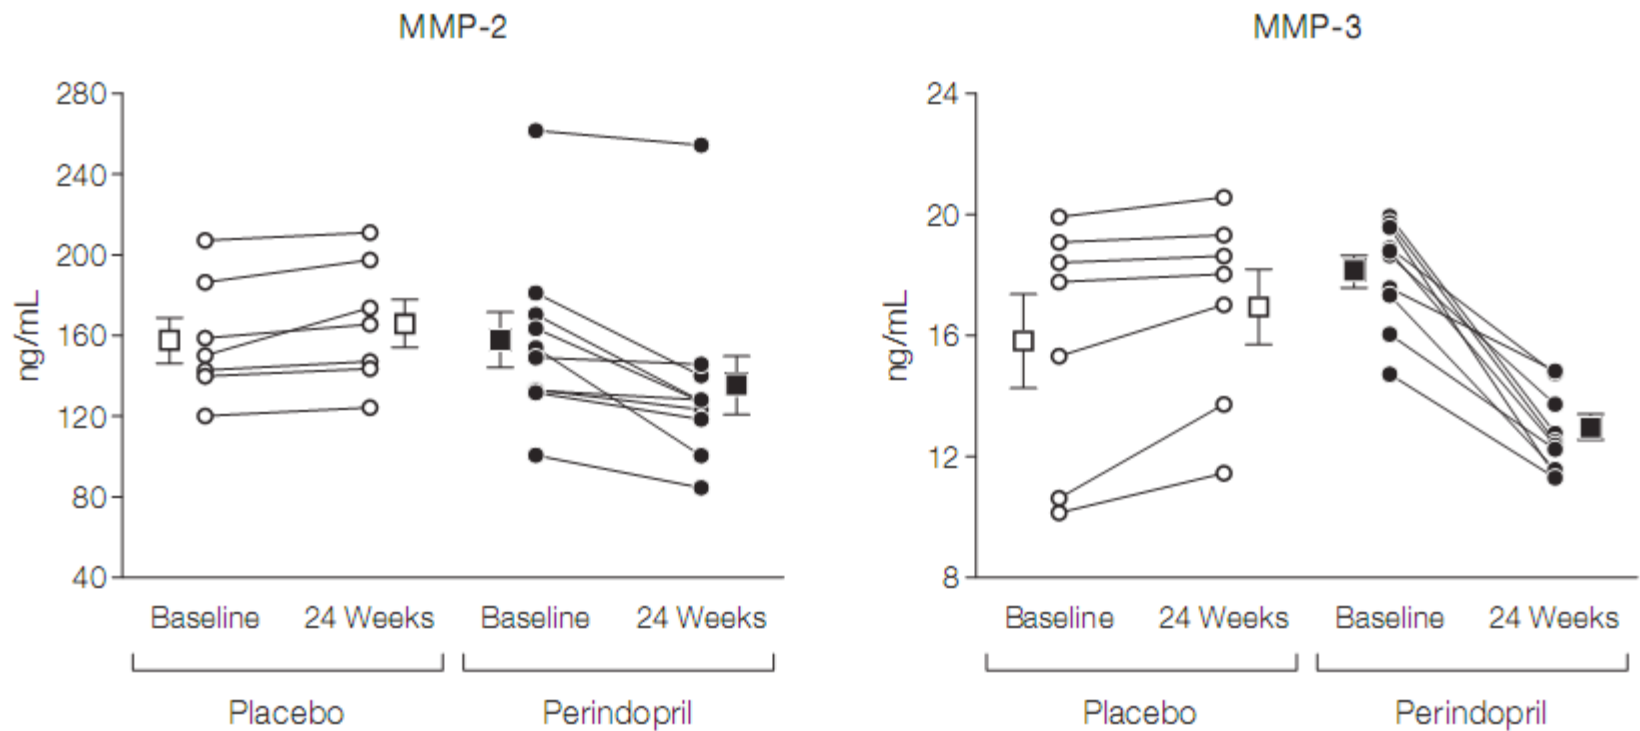 MMP-2
280
240
200
160
120
80
40
ng/mL
Baseline 24 Weeks Baseline 24 Weeks
Placebo Perindopril
MMP-3
24
20
16
12
8
ng/mL
Baseline 24 Weeks Baseline 24 Weeks
Placebo Perindopril